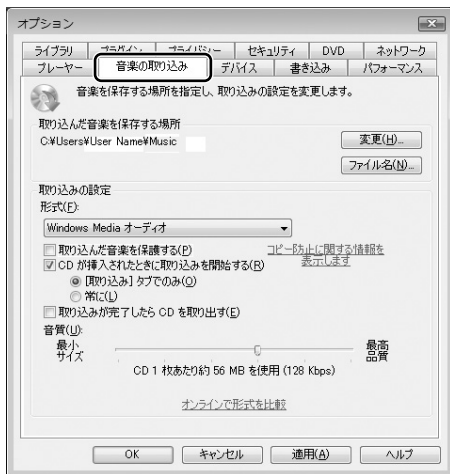 オプション
ライブラリ プラグイン プライバシー セキュリティ DVD ネットワーク
プレーヤー 音楽の取り込み デバイス 書き込み パフォーマンス
音楽を保存する場所を指定し、取り込みの設定を変更します。
取り込んだ音楽を保存する場所
C:¥Users¥User Name¥Music
変更(H)...
ファイル名(N)...
取り込みの設定
形式(F):
Windows Media オーディオ
取り込んだ音楽を保護する(P)
コピー防止に関する情報を
表示します
CD が挿入されたときに取り込みを開始する(R)
[取り込み] タブでのみ(O)
常に(L)
取り込みが完了したら CD を取り出す(E)
音質(U):
最小
サイズ
最高
品質
CD 1 枚あたり約 56 MB を使用 (128 Kbps)
オンラインで形式を比較
OK キャンセル 適用(A) ヘルプ